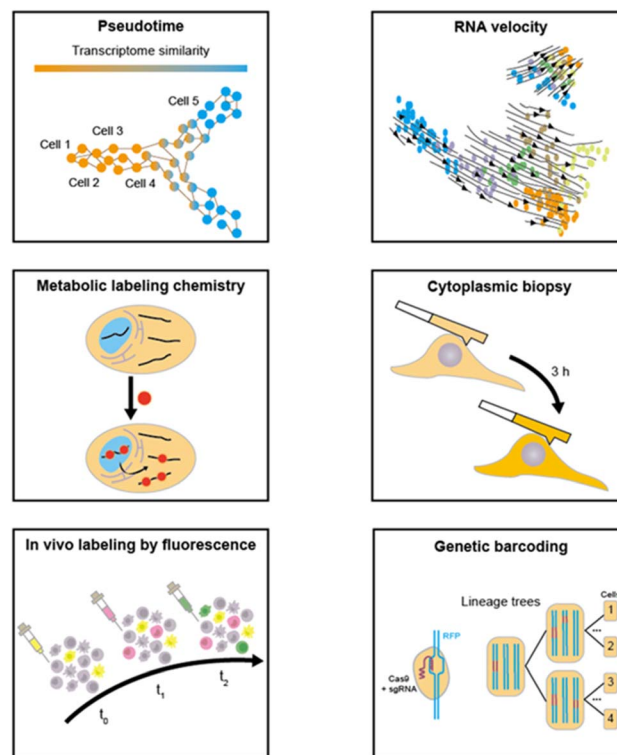 Pseudotime
Transcriptome similarity
Cell 5
Cell 3
Cell 1
Cell 2
Cell 4
RNA velocity
Metabolic labeling chemistry
Cytoplasmic biopsy
3 h
In vivo labeling by fluorescence
t0
t1
t2
Genetic barcoding
Lineage trees
Cells
RFP
Cas9
+ sgRNA
1
...
2
3
...
4